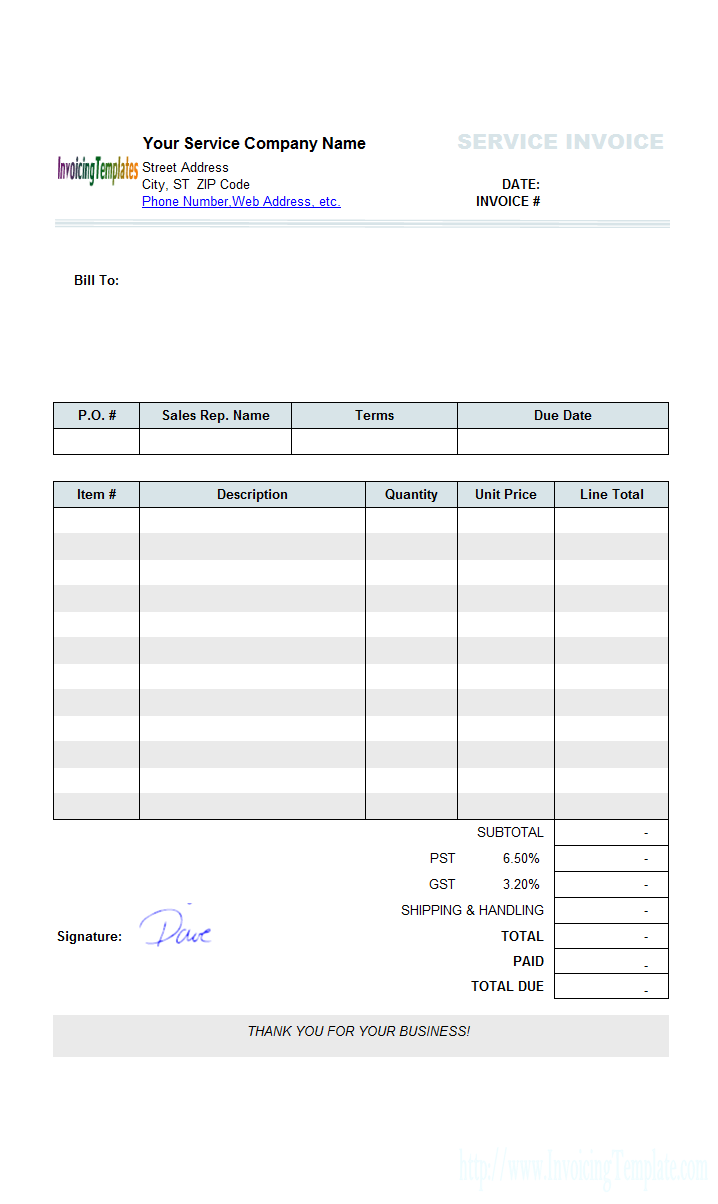 Your Service Company Name
SERVICE INVOICE
InvoicingTemplates
Street Address
City, ST  ZIP Code
DATE:
Phone Number,Web Address, etc.
INVOICE #
Bill To:
P.O. # Sales Rep. Name Terms Due Date
Item # Description Quantity Unit Price Line Total
SUBTOTAL -
PST 6.50% -
GST 3.20% -
SHIPPING & HANDLING -
Signature: Dave TOTAL -
PAID -
TOTAL DUE -
THANK YOU FOR YOUR BUSINESS!
http://www.InvoicingTemplate.com